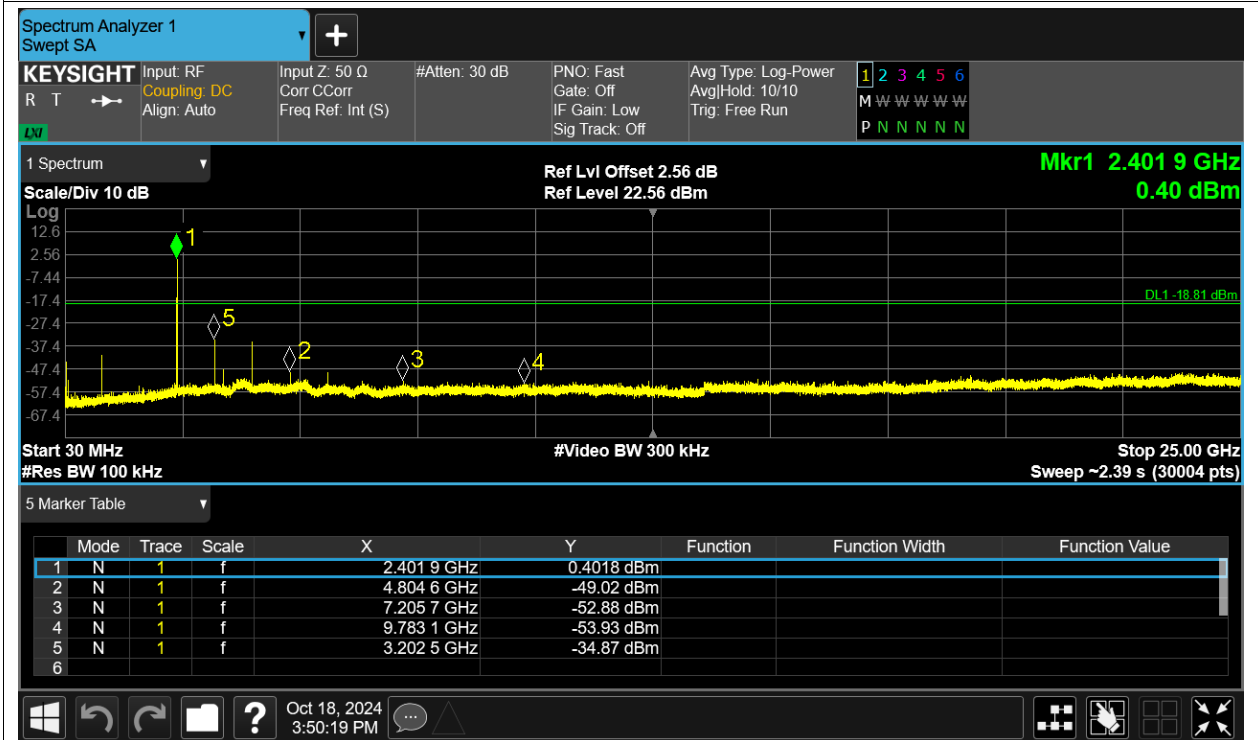 Spectrum Analyzer 1
Swept SA
KEYSIGHT
R T
LXI
Input: RF
Coupling: DC
Align: Auto
Input Z: 50 Ω
Corr CCorr
Freq Ref: Int (S)
#Atten: 30 dB
PNO: Fast
Gate: Off
IF Gain: Low
Sig Track: Off
Avg Type: Log-Power
Avg|Hold: 10/10
Trig: Free Run
1 2 3 4 5 6
M W W W W W
P N N N N N
1 Spectrum
Scale/Div 10 dB
Ref Lvl Offset 2.56 dB
Ref Level 22.56 dBm
Mkr1 2.401 9 GHz
0.40 dBm
Log
12.6
2.56
-7.44
-17.4
-27.4
-37.4
-47.4
-57.4
-67.4
1
5
2
3
4
DL1 -18.81 dBm
Start 30 MHz
#Res BW 100 kHz
#Video BW 300 kHz
Stop 25.00 GHz
Sweep ~2.39 s (30004 pts)
5 Marker Table
Mode Trace Scale X Y Function Function Width Function Value
1 N 1 f 2.401 9 GHz 0.4018 dBm
2 N 1 f 4.804 6 GHz -49.02 dBm
3 N 1 f 7.205 7 GHz -52.88 dBm
4 N 1 f 9.783 1 GHz -53.93 dBm
5 N 1 f 3.202 5 GHz -34.87 dBm
6
?
Oct 18, 2024
3:50:19 PM